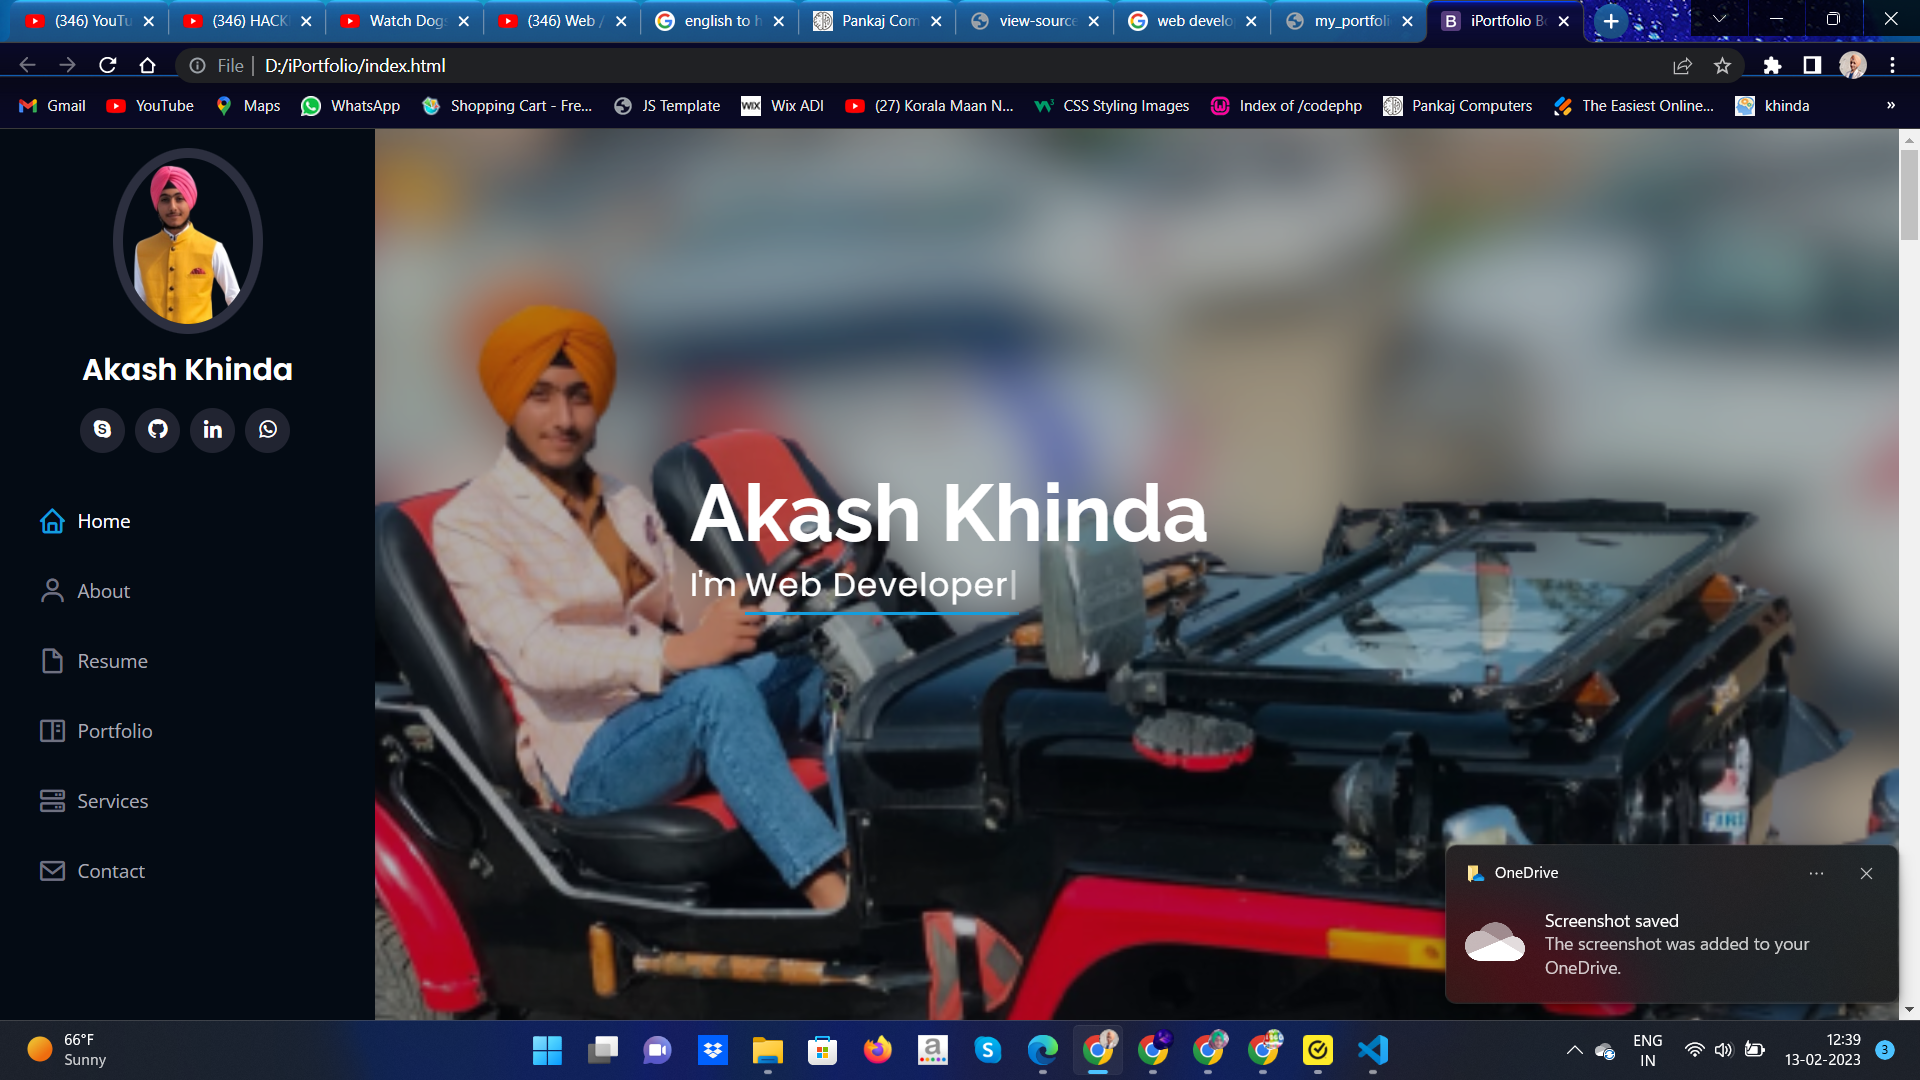 (346) YouTu
(346) HACK
Watch Dogs
(346) Web /
english to h
Pankaj Com
view-source
web develo
my_portfoli
iPortfolio Bo
File | D:/iPortfolio/index.html
Gmail
YouTube
Maps
WhatsApp
Shopping Cart - Fre...
JS Template
WIX
Wix ADI
(27) Korala Maan N...
CSS Styling Images
Index of /codephp
Pankaj Computers
The Easiest Online...
khinda
»
Akash Khinda
Home
About
Resume
Portfolio
Services
Contact
Akash Khinda
I'm Web Developer|
FIRE
OneDrive
Screenshot saved
The screenshot was added to your
OneDrive.
66°F
Sunny
ENG
IN
12:39
13-02-2023
3